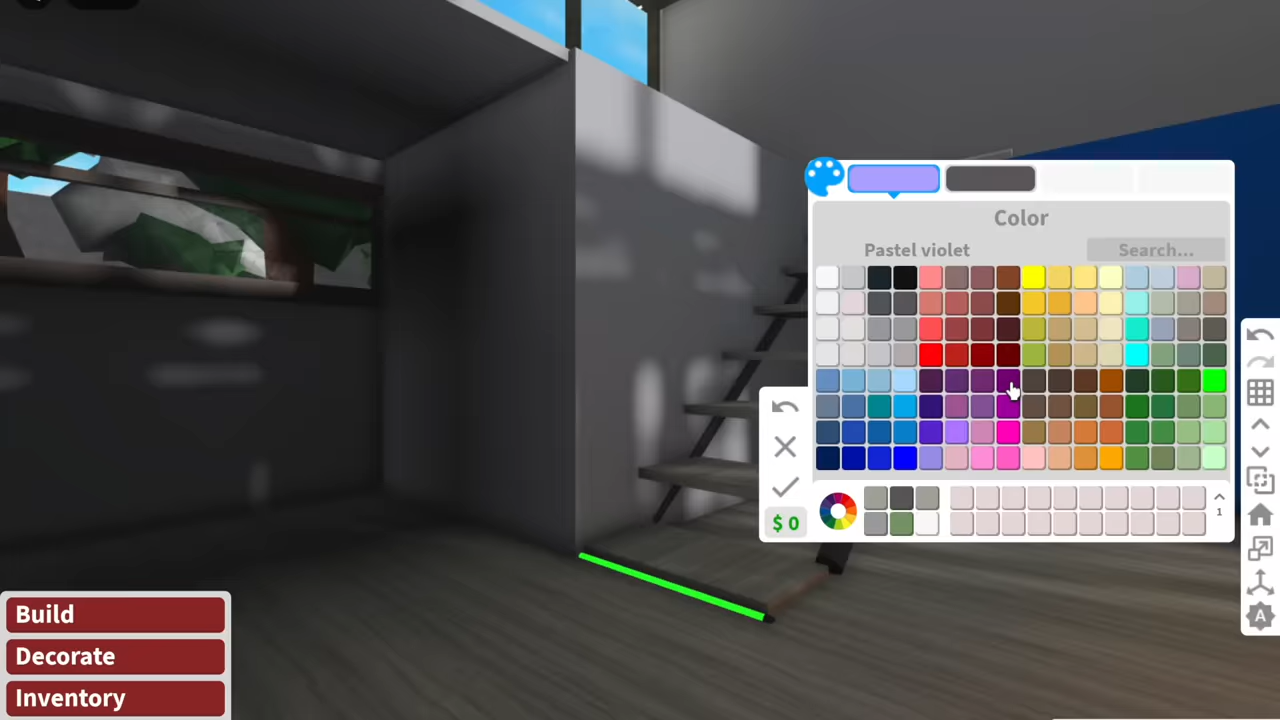 Color
Pastel violet
Search...
1
$ 0
A
Build
Decorate
Inventory